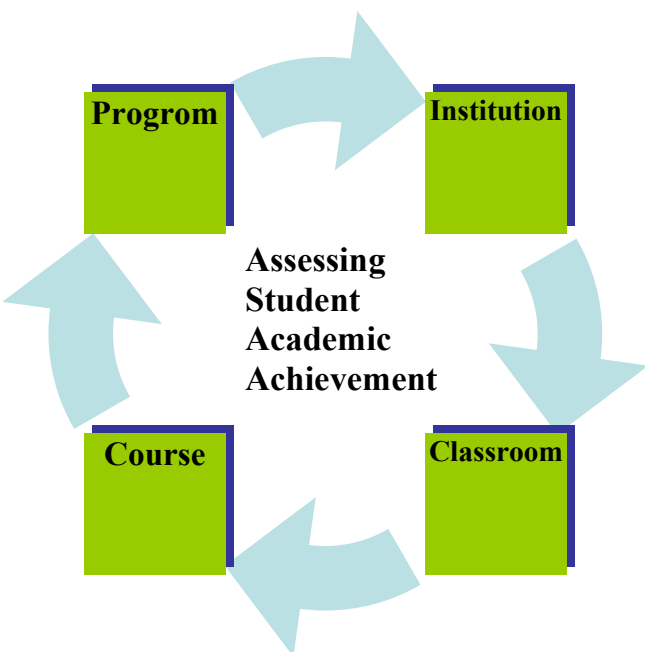 Progrom
Institution
Assessing
Student
Academic
Achievement
Course
Classroom